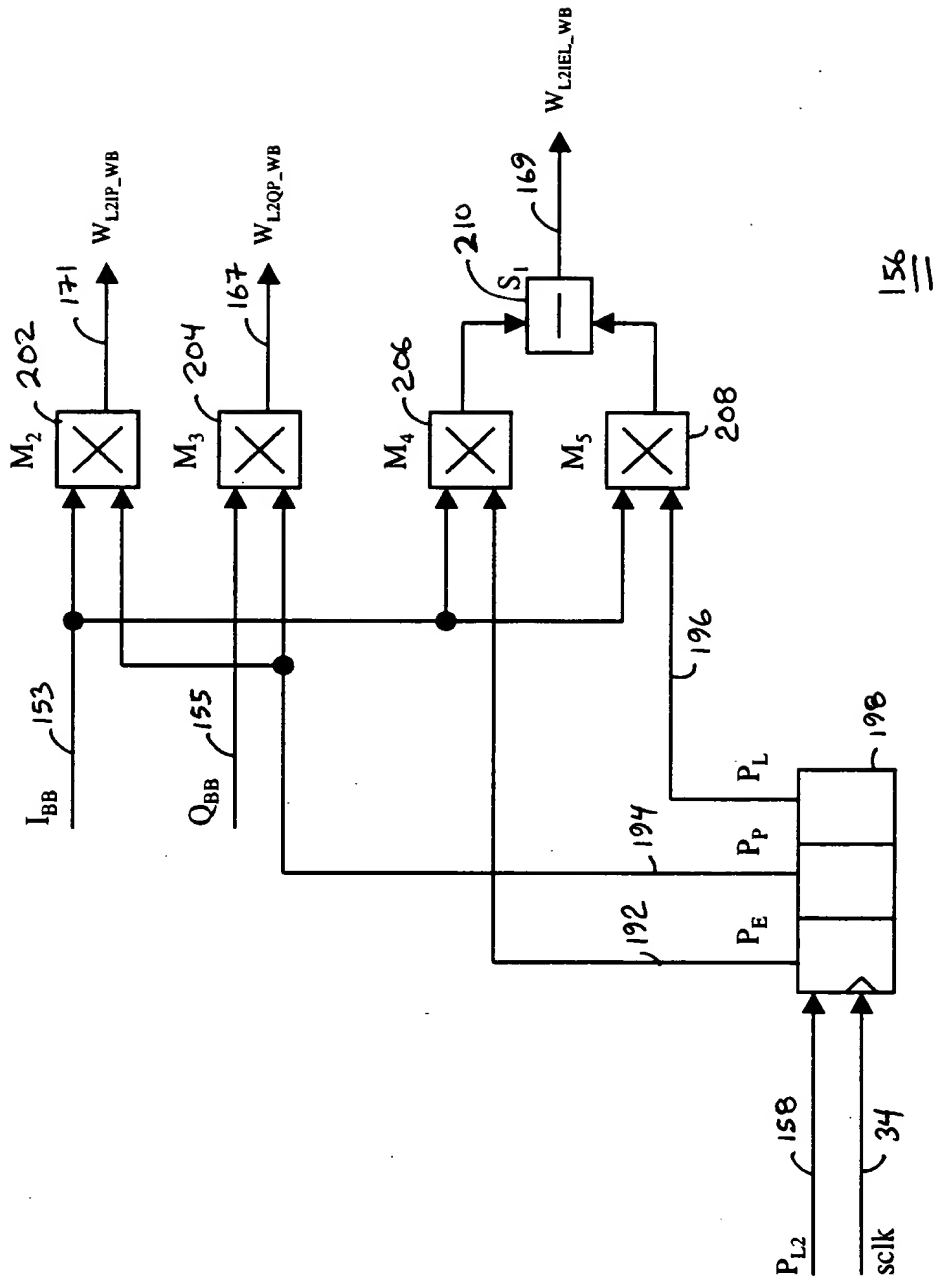 M₂ 202 171 W_L2IP_WB
I_BB 153
M₃ 204 167 W_L2QP_WB
Q_BB 155
M₄ 206 210 S₁ 169 W_L2IEL_WB
M₅ 208
196
192 194
P_E P_P P_L
198
P_L2 158
sclk 34
156